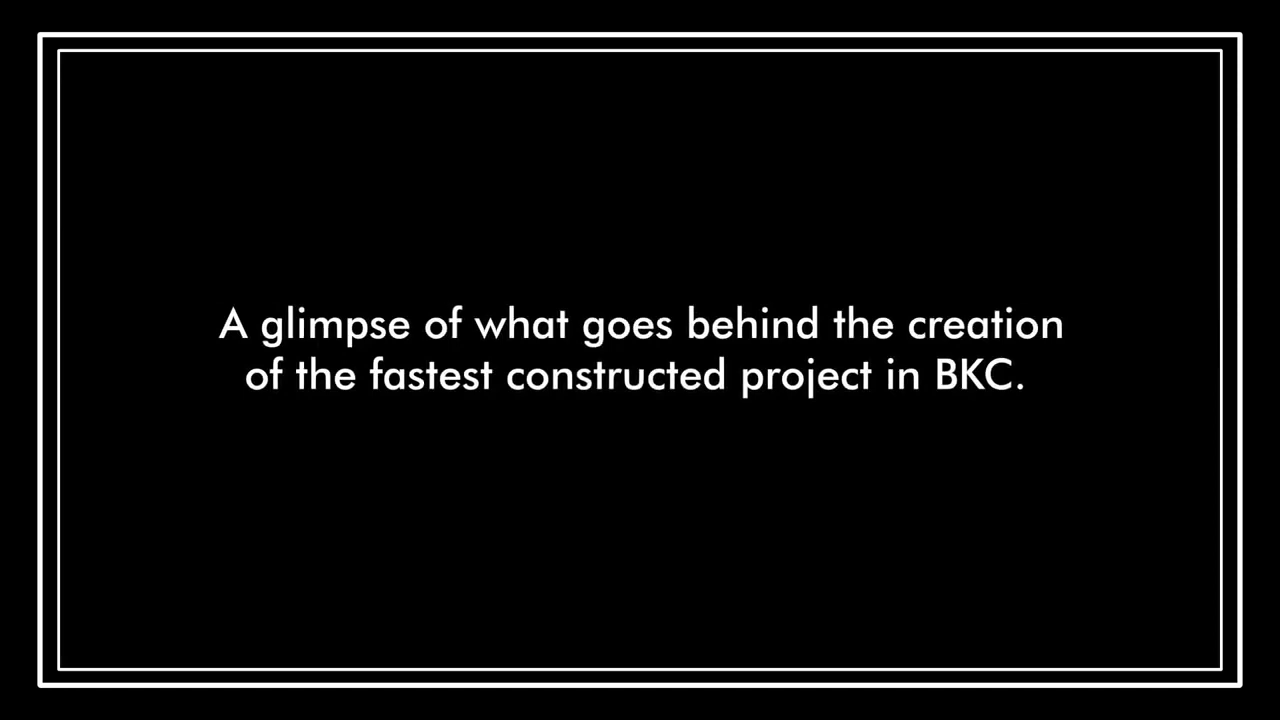 A glimpse of what goes behind the creation
of the fastest constructed project in BKC.